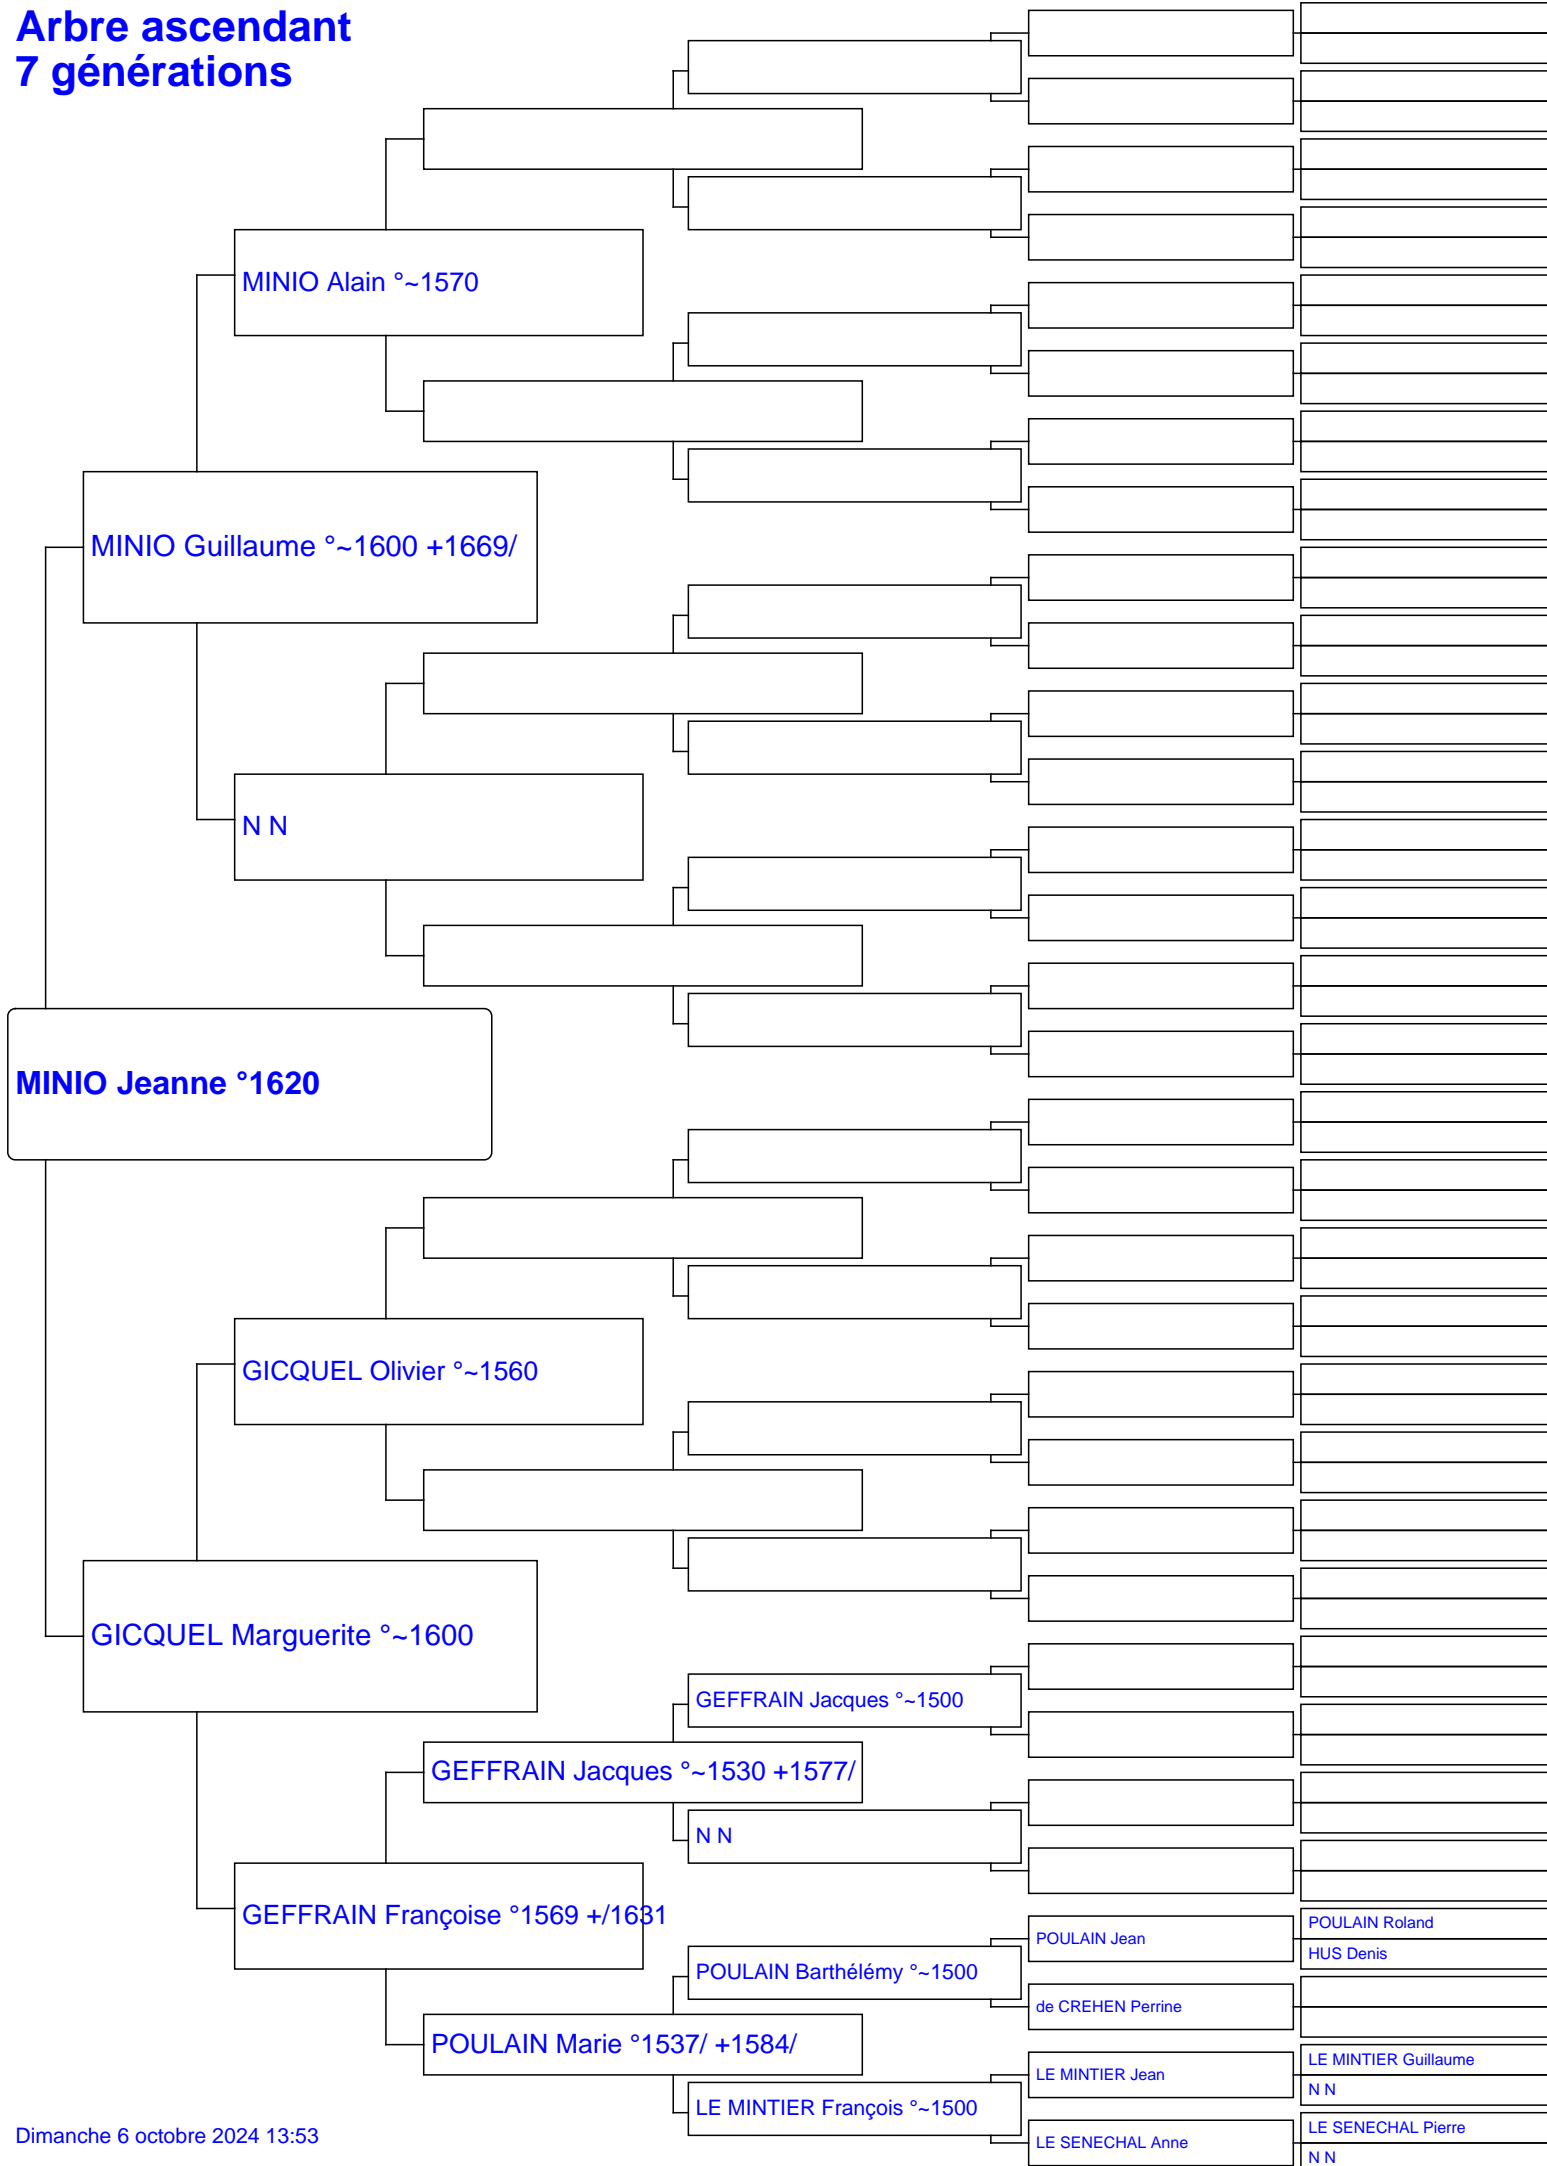 Arbre ascendant
7 générations
MINIO Alain °~1570
MINIO Guillaume °~1600 +1669/
N N
MINIO Jeanne °1620
GICQUEL Olivier °~1560
GICQUEL Marguerite °~1600
GEFFRAIN Jacques °~1500
GEFFRAIN Jacques °~1530 +1577/
N N
GEFFRAIN Françoise °1569 +/1631
POULAIN Roland
POULAIN Jean
HUS Denis
POULAIN Barthélémy °~1500
de CREHEN Perrine
POULAIN Marie °1537/ +1584/
LE MINTIER Guillaume
LE MINTIER Jean
N N
LE MINTIER François °~1500
LE SENECHAL Pierre
LE SENECHAL Anne
N N
Dimanche 6 octobre 2024 13:53